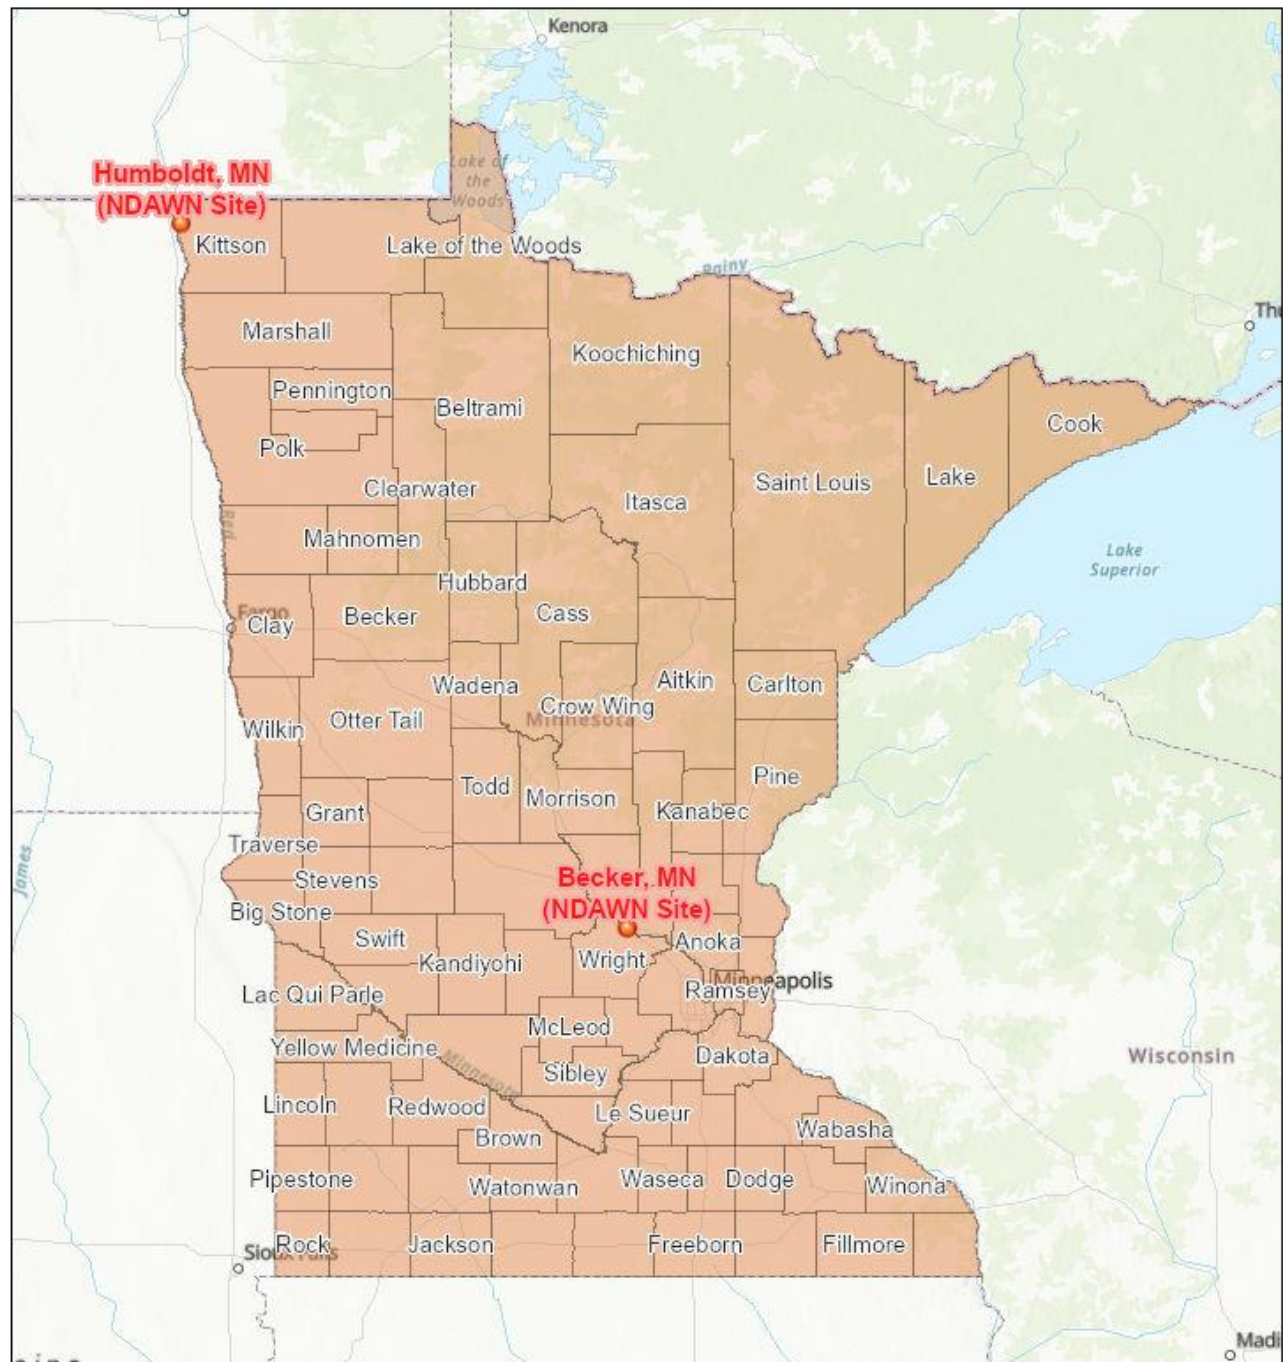 Kenora
Humboldt, MN
(NDAWN Site)
Lake of
the
Woods
Kittson
Lake of the Woods
Rainy
Thu
Marshall
Koochiching
Pennington
Beltrami
Cook
Polk
Saint Louis
Lake
Clearwater
Itasca
Red
Mahnomen
Lake
Superior
Hubbard
Fargo
Clay
Becker
Cass
Wadena
Aitkin
Carlton
Crow Wing
Minnesota
Otter Tail
Wilkin
Pine
Todd
Morrison
Grant
Kanabec
Traverse
James
Stevens
Becker, MN
(NDAWN Site)
Big Stone
Swift
Anoka
Kandiyohi
Wright
Minneapolis
Ramsey
Lac Qui Parle
McLeod
Yellow Medicine
Minnesota
Dakota
Wisconsin
Sibley
Lincoln
Redwood
Le Sueur
Brown
Wabasha
Pipestone
Watonwan
Waseca
Dodge
Winona
Sioux Falls
Rock
Jackson
Freeborn
Fillmore
Madi